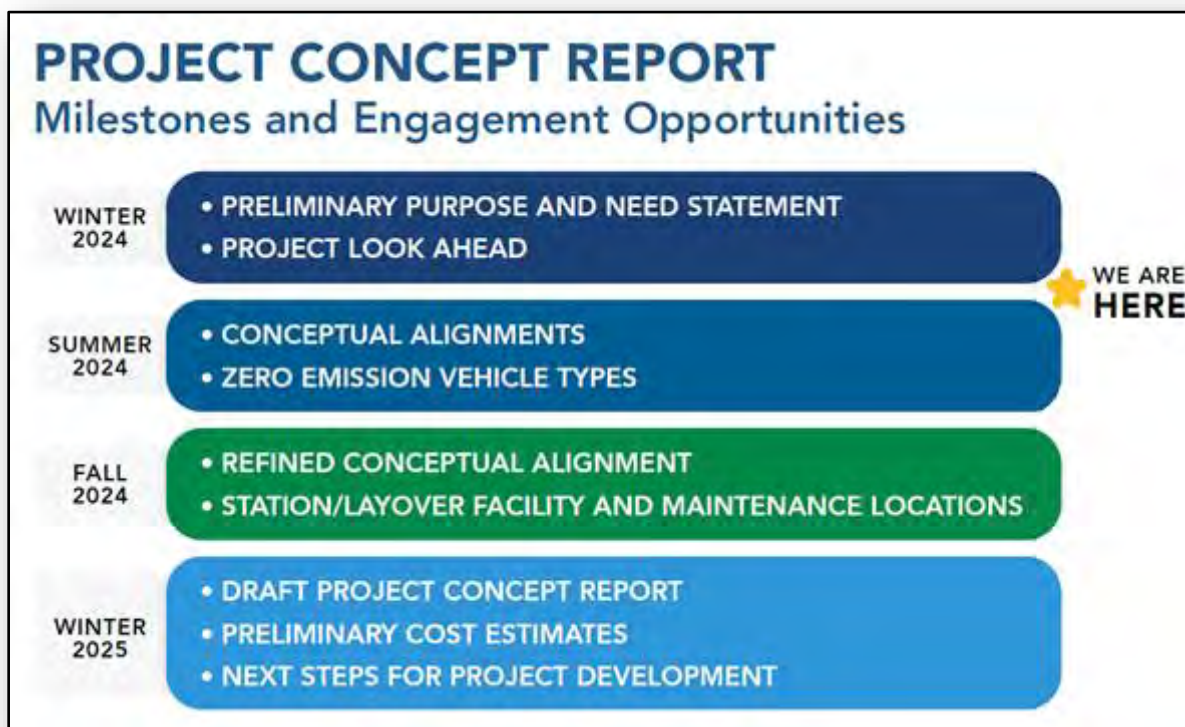 PROJECT CONCEPT REPORT
Milestones and Engagement Opportunities
WINTER
2024
• PRELIMINARY PURPOSE AND NEED STATEMENT
• PROJECT LOOK AHEAD
WE ARE
HERE
SUMMER
2024
• CONCEPTUAL ALIGNMENTS
• ZERO EMISSION VEHICLE TYPES
FALL
2024
• REFINED CONCEPTUAL ALIGNMENT
• STATION/LAYOVER FACILITY AND MAINTENANCE LOCATIONS
WINTER
2025
• DRAFT PROJECT CONCEPT REPORT
• PRELIMINARY COST ESTIMATES
• NEXT STEPS FOR PROJECT DEVELOPMENT